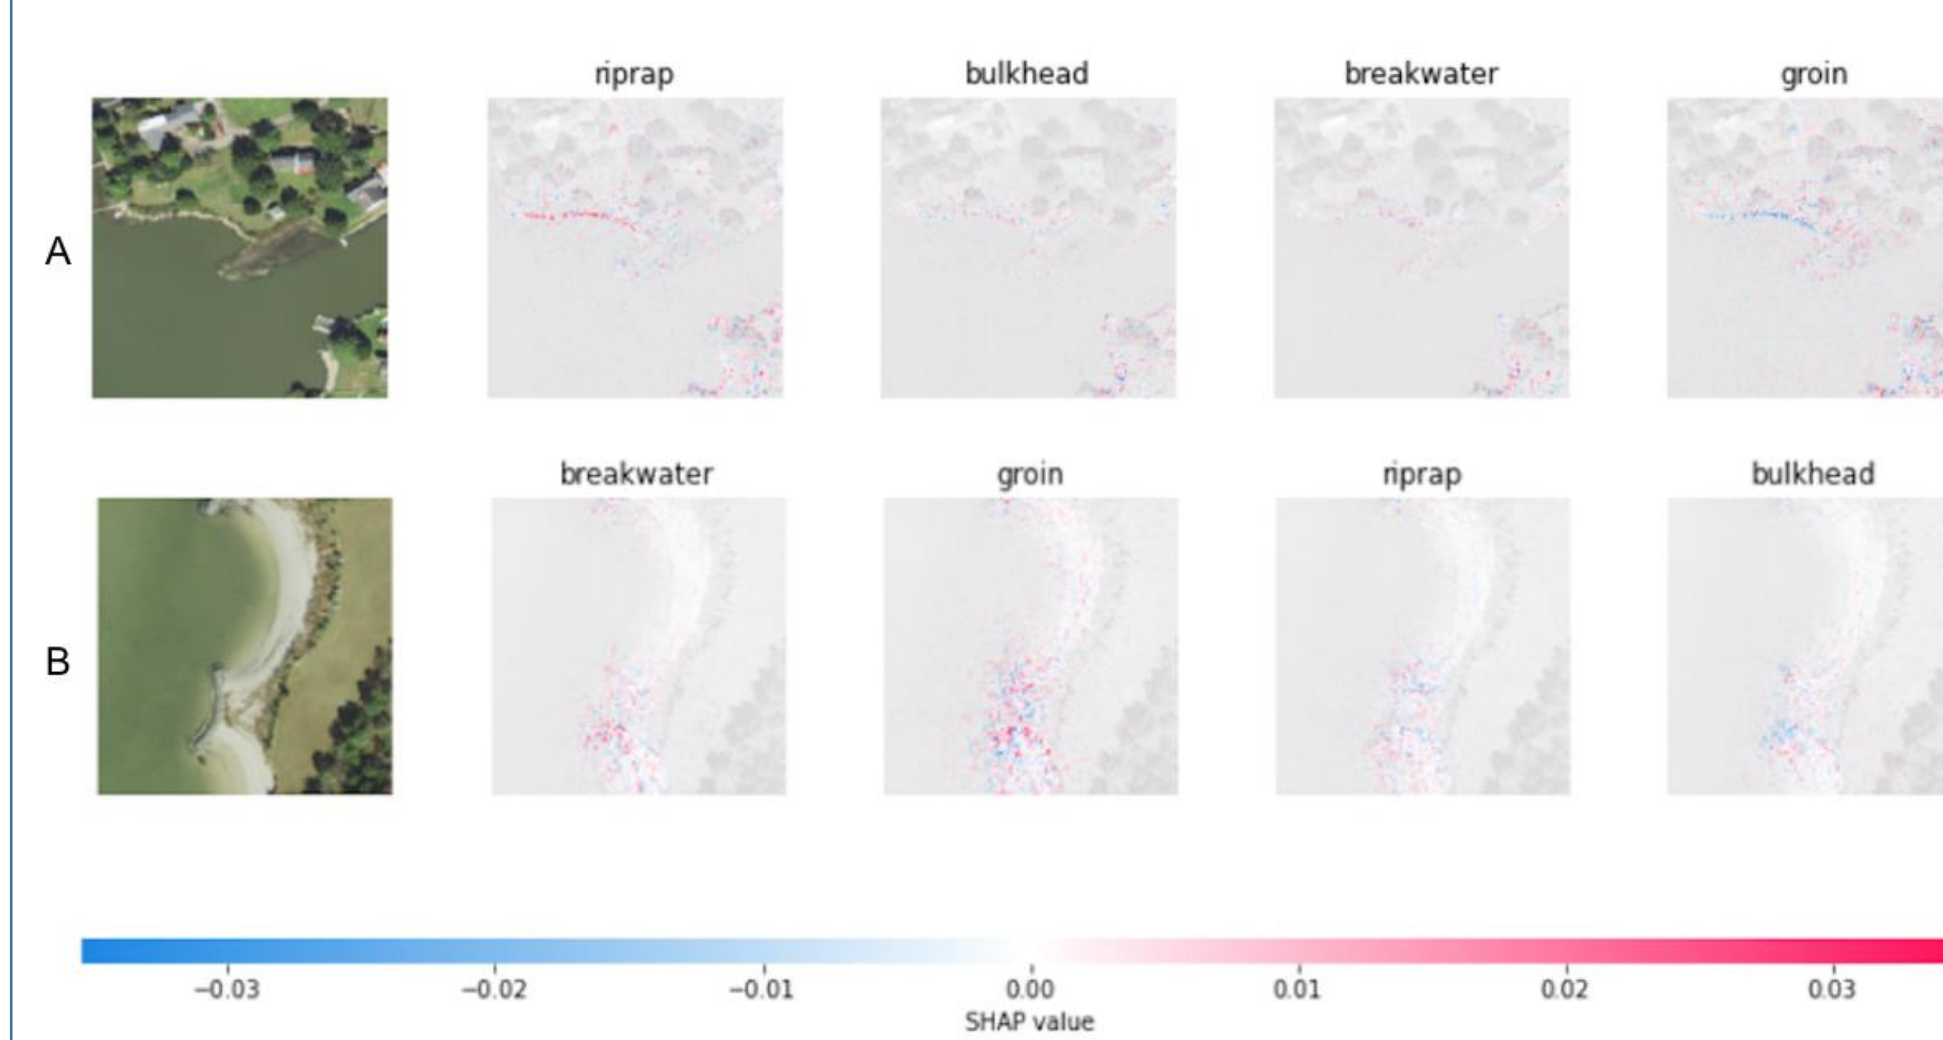 riprap bulkhead breakwater groin
A
breakwater groin riprap bulkhead
B
−0.03 −0.02 −0.01 0.00 0.01 0.02 0.03
SHAP value